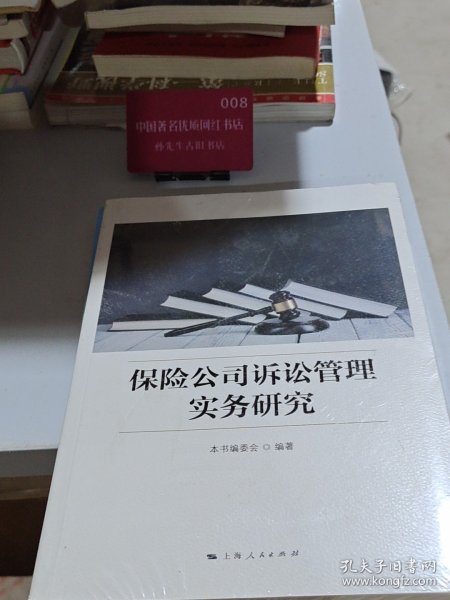 008
中国著名优质网红书店
孙先生古旧书店
保险公司诉讼管理
实务研究
本书编委会 编著
上海人民出版社
孔夫子旧书网
www.kongfz.com